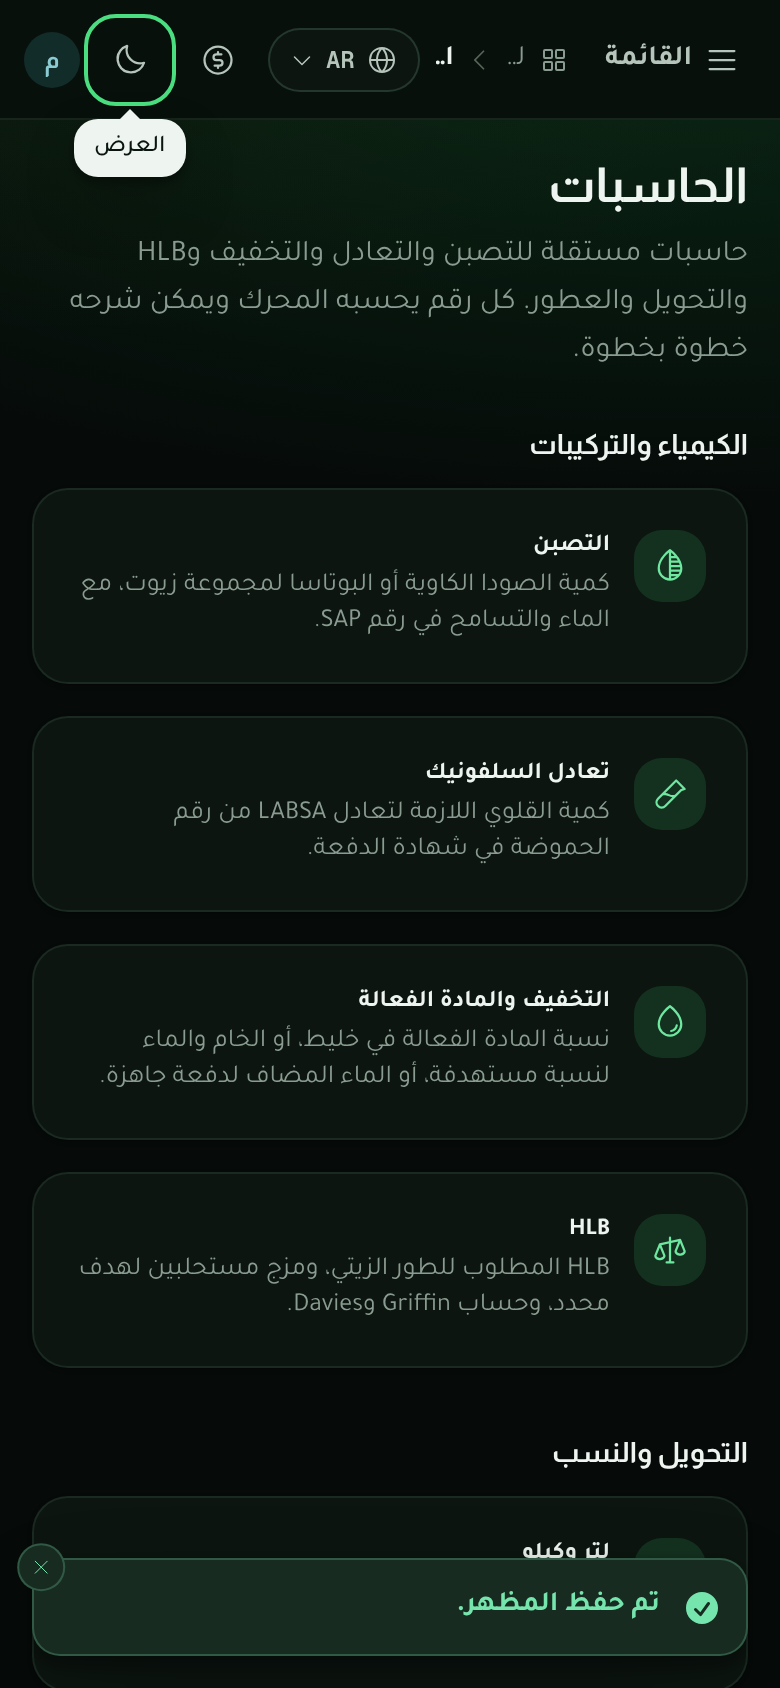 القائمة
لـ..
ا..
AR
م
العرض
الحاسبات
حاسبات مستقلة للتصبن والتعادل والتخفيف وHLB
والتحويل والعطور. كل رقم يحسبه المحرك ويمكن شرحه
خطوة بخطوة.
الكيمياء والتركيبات
التصبن
كمية الصودا الكاوية أو البوتاسا لمجموعة زيوت، مع
الماء والتسامح في رقم SAP.
تعادل السلفونيك
كمية القلوي اللازمة لتعادل LABSA من رقم
الحموضة في شهادة الدفعة.
التخفيف والمادة الفعالة
نسبة المادة الفعالة في خليط، أو الخام والماء
لنسبة مستهدفة، أو الماء المضاف لدفعة جاهزة.
HLB
HLB المطلوب للطور الزيتي، ومزج مستحلبين لهدف
محدد، وحساب Griffin وDavies.
التحويل والنسب
لتر وكيلو
تم حفظ المظهر.